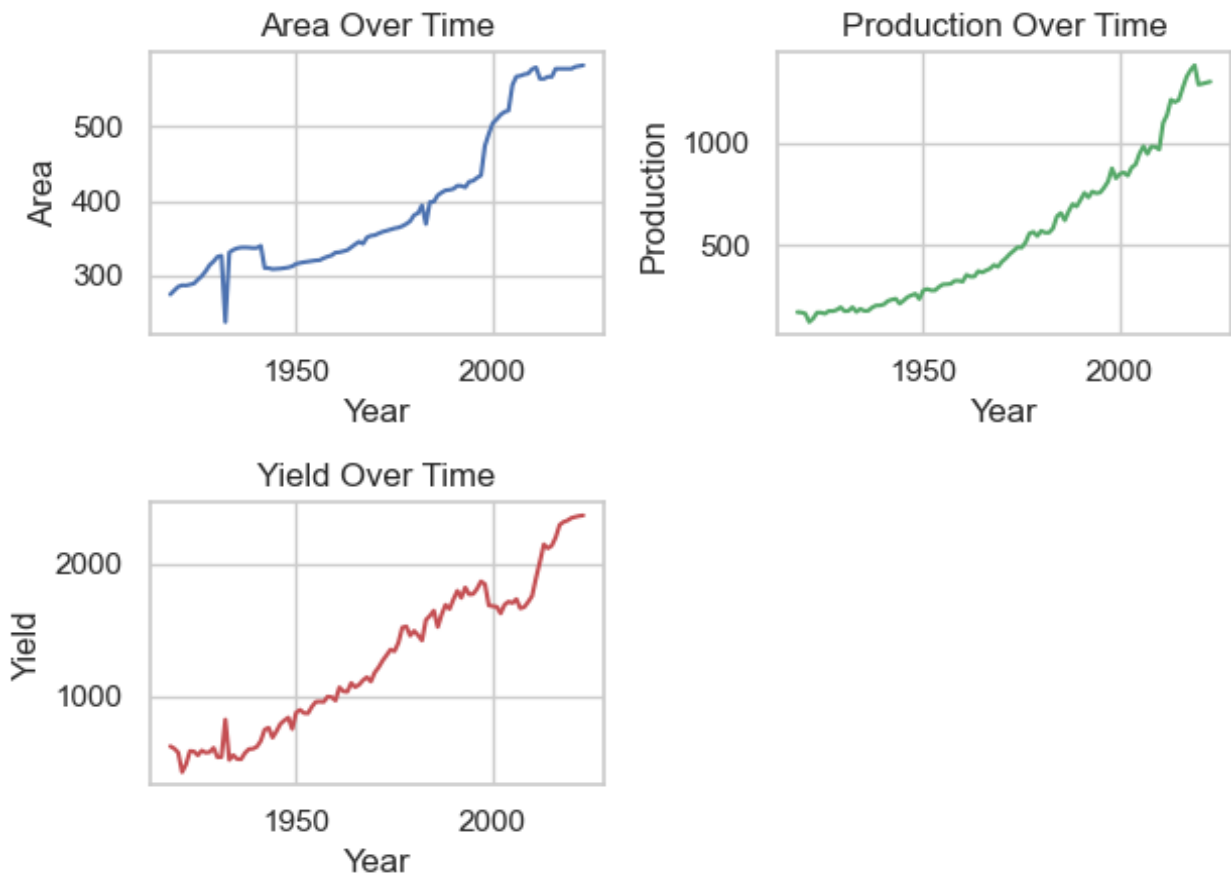 Area Over Time
500
400
300
Area
1950 2000
Year
Production Over Time
1000
500
Production
1950 2000
Year
Yield Over Time
2000
1000
Yield
1950 2000
Year